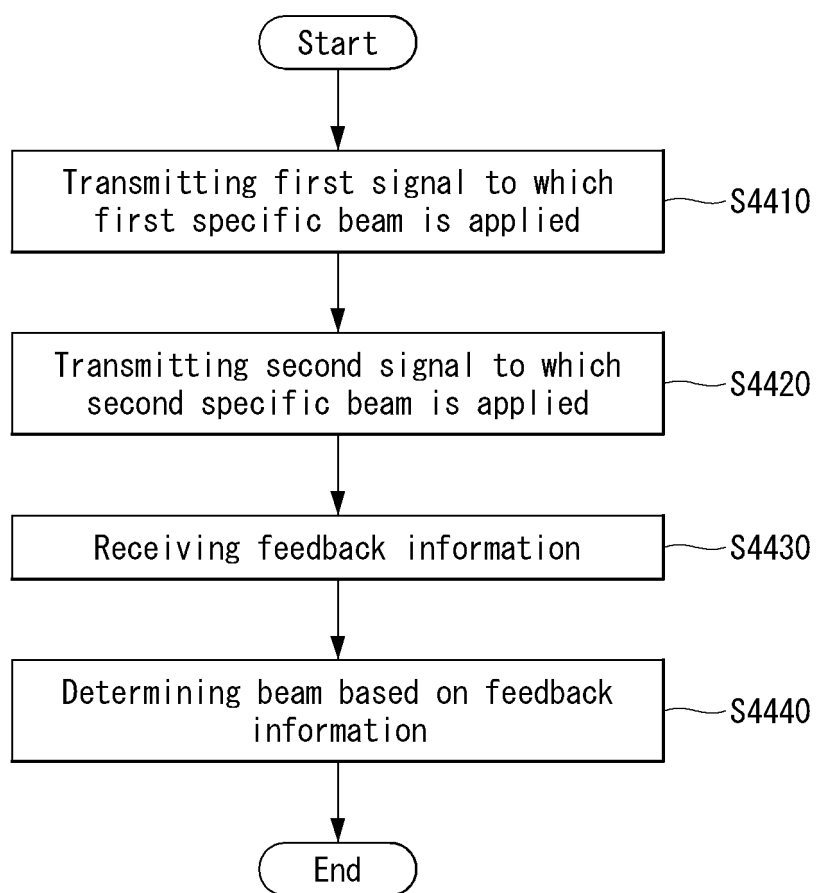 Start
Transmitting first signal to which
first specific beam is applied
S4410
Transmitting second signal to which
second specific beam is applied
S4420
Receiving feedback information
S4430
Determining beam based on feedback
information
S4440
End